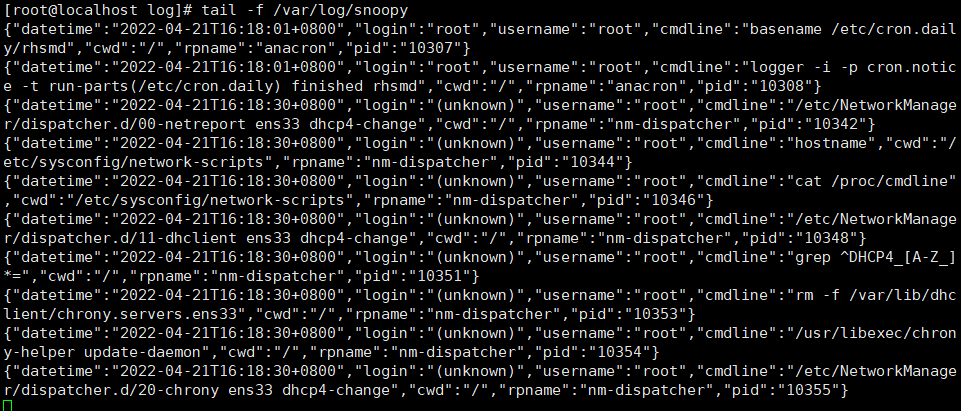 [root@localhost log]# tail -f /var/log/snoopy
{"datetime":"2022-04-21T16:18:01+0800","login":"root","username":"root","cmdline":"basename /etc/cron.dail
y/rhsmd","cwd":"/","rpname":"anacron","pid":"10307"}
{"datetime":"2022-04-21T16:18:01+0800","login":"root","username":"root","cmdline":"logger -i -p cron.notic
e -t run-parts(/etc/cron.daily) finished rhsmd","cwd":"/","rpname":"anacron","pid":"10308"}
{"datetime":"2022-04-21T16:18:30+0800","login":"(unknown)","username":"root","cmdline":"/etc/NetworkManage
r/dispatcher.d/00-netreport ens33 dhcp4-change","cwd":"/","rpname":"nm-dispatcher","pid":"10342"}
{"datetime":"2022-04-21T16:18:30+0800","login":"(unknown)","username":"root","cmdline":"hostname","cwd":"/
etc/sysconfig/network-scripts","rpname":"nm-dispatcher","pid":"10344"}
{"datetime":"2022-04-21T16:18:30+0800","login":"(unknown)","username":"root","cmdline":"cat /proc/cmdline"
,"cwd":"/etc/sysconfig/network-scripts","rpname":"nm-dispatcher","pid":"10346"}
{"datetime":"2022-04-21T16:18:30+0800","login":"(unknown)","username":"root","cmdline":"/etc/NetworkManage
r/dispatcher.d/11-dhclient ens33 dhcp4-change","cwd":"/","rpname":"nm-dispatcher","pid":"10348"}
{"datetime":"2022-04-21T16:18:30+0800","login":"(unknown)","username":"root","cmdline":"grep ^DHCP4_[A-Z_]
*=","cwd":"/","rpname":"nm-dispatcher","pid":"10351"}
{"datetime":"2022-04-21T16:18:30+0800","login":"(unknown)","username":"root","cmdline":"rm -f /var/lib/dhc
lient/chrony.servers.ens33","cwd":"/","rpname":"nm-dispatcher","pid":"10353"}
{"datetime":"2022-04-21T16:18:30+0800","login":"(unknown)","username":"root","cmdline":"/usr/libexec/chron
y-helper update-daemon","cwd":"/","rpname":"nm-dispatcher","pid":"10354"}
{"datetime":"2022-04-21T16:18:30+0800","login":"(unknown)","username":"root","cmdline":"/etc/NetworkManage
r/dispatcher.d/20-chrony ens33 dhcp4-change","cwd":"/","rpname":"nm-dispatcher","pid":"10355"}